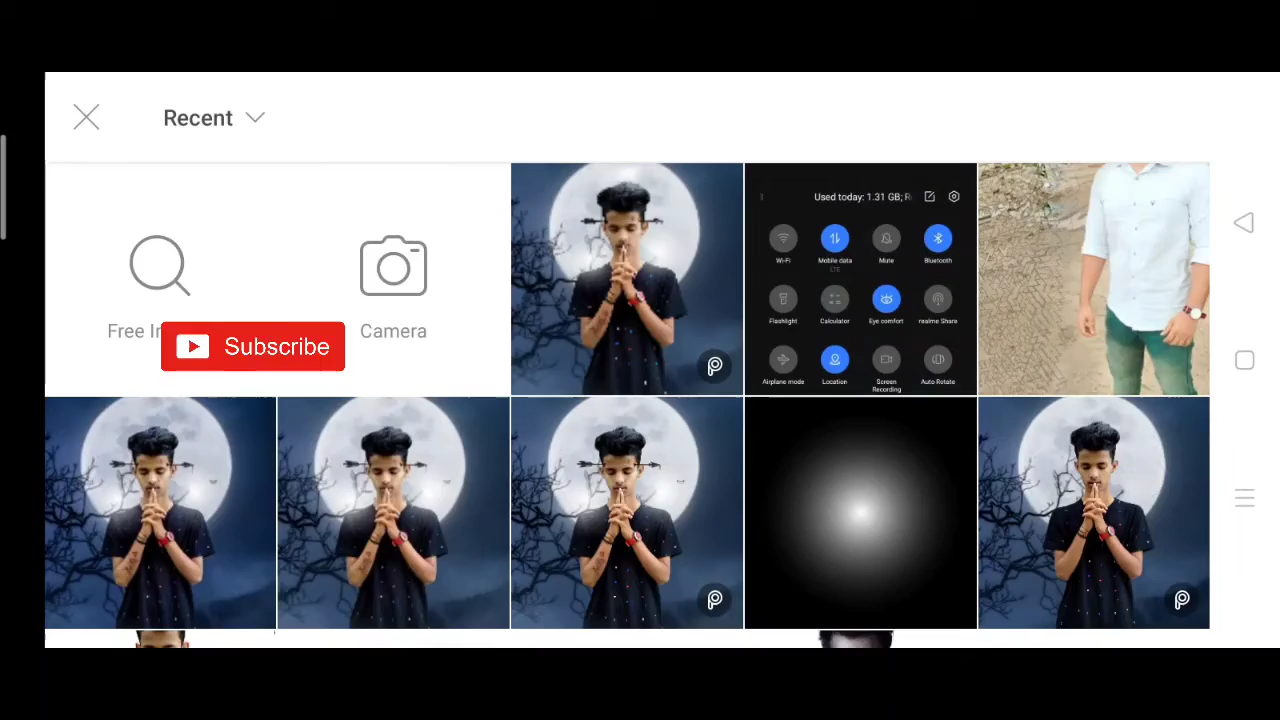 Recent
Free I
Camera
Subscribe
Used today: 1.31 GB; R
Wi-Fi
Mobile data
LTE
Mute
Bluetooth
Flashlight
Calculator
Eye comfort
realme Share
Airplane mode
Location
Screen
Recording
Auto Rotate